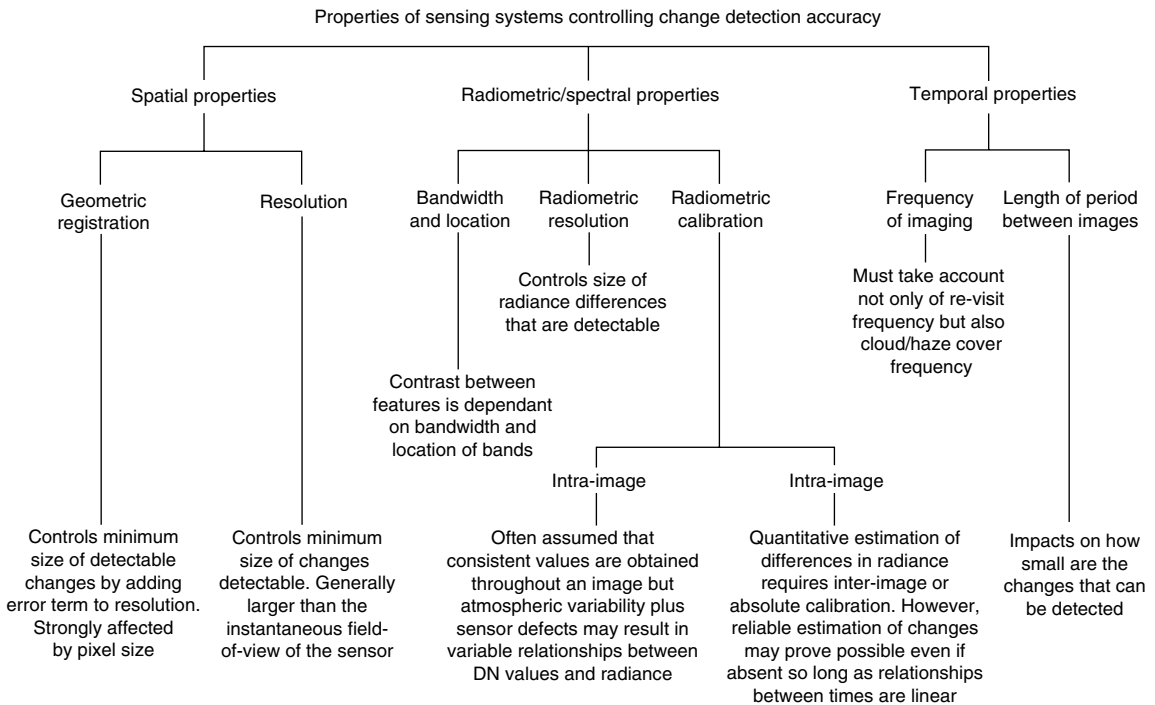 Properties of sensing systems controlling change detection accuracy
Spatial properties
Radiometric/spectral properties
Temporal properties
Geometric
registration
Resolution
Bandwidth
and location
Radiometric
resolution
Radiometric
calibration
Frequency
of imaging
Length of period
between images
Controls size of
radiance differences
that are detectable
Must take account
not only of re-visit
frequency but also
cloud/haze cover
frequency
Contrast between
features is dependant
on bandwidth and
location of bands
Intra-image
Intra-image
Controls minimum
size of detectable
changes by adding
error term to resolution.
Strongly affected
by pixel size
Controls minimum
size of changes
detectable. Generally
larger than the
instantaneous field-
of-view of the sensor
Often assumed that
consistent values are obtained
throughout an image but
atmospheric variability plus
sensor defects may result in
variable relationships between
DN values and radiance
Quantitative estimation of
differences in radiance
requires inter-image or
absolute calibration. However,
reliable estimation of changes
may prove possible even if
absent so long as relationships
between times are linear
Impacts on how
small are the
changes that can
be detected